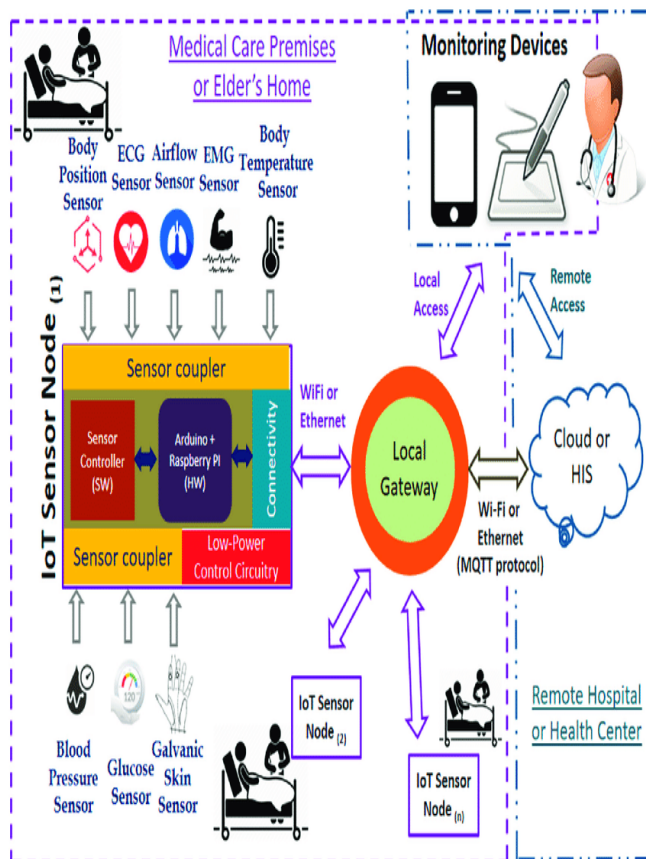 Medical Care Premises
or Elder's Home
Monitoring Devices
Body
Position
Sensor
ECG
Sensor
Airflow
Sensor
EMG
Sensor
Body
Temperature
Sensor
Local
Access
Remote
Access
IoT Sensor Node (1)
Sensor coupler
Sensor
Controller
(SW)
Arduino +
Raspberry PI
(HW)
Connectivity
Sensor coupler
Low-Power
Control Circuitry
WiFi or
Ethernet
Local
Gateway
Wi-Fi or
Ethernet
(MQTT protocol)
Cloud or
HIS
120
Blood
Pressure
Sensor
Glucose
Sensor
Galvanic
Skin
Sensor
IoT Sensor
Node (2)
IoT Sensor
Node (n)
Remote Hospital
or Health Center